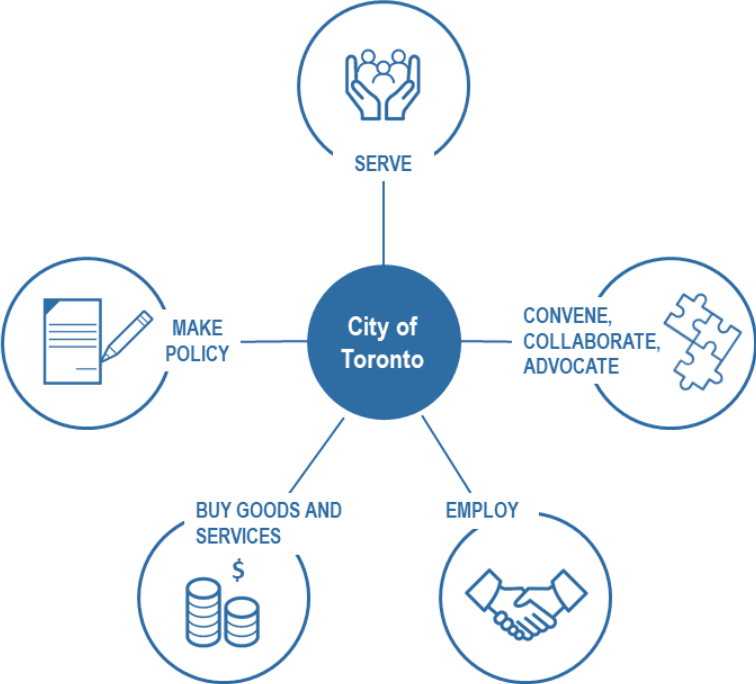 SERVE
MAKE
POLICY
City of
Toronto
CONVENE,
COLLABORATE,
ADVOCATE
BUY GOODS AND
SERVICES
$
EMPLOY